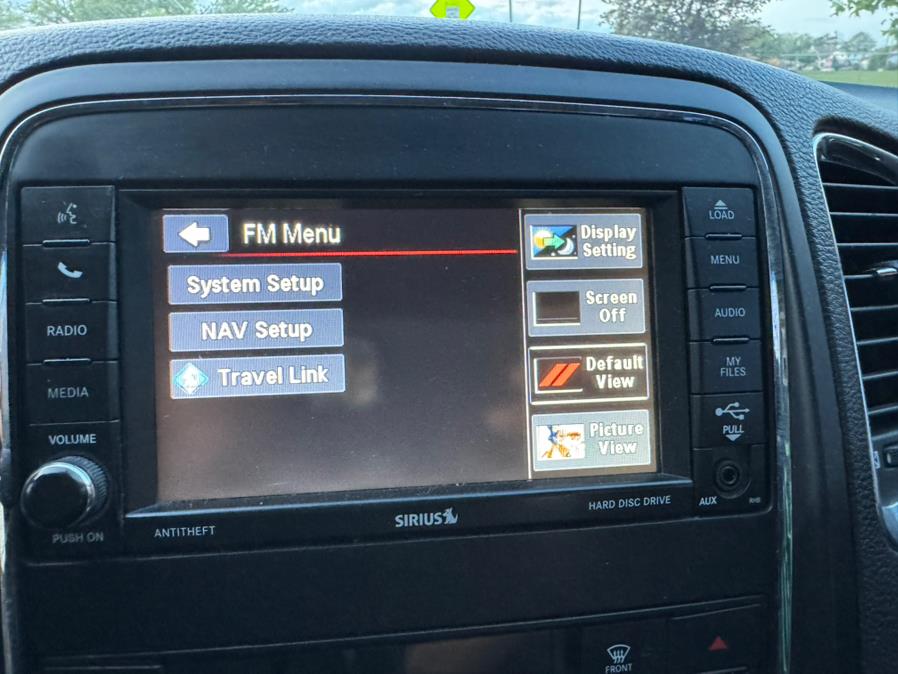 FM Menu
System Setup
NAV Setup
Travel Link
Display
Setting
Screen
Off
Default
View
Picture
View
RADIO
MEDIA
VOLUME
PUSH ON
LOAD
MENU
AUDIO
MY
FILES
PULL
AUX
RHB
ANTITHEFT
SIRIUS
HARD DISC DRIVE
FRONT